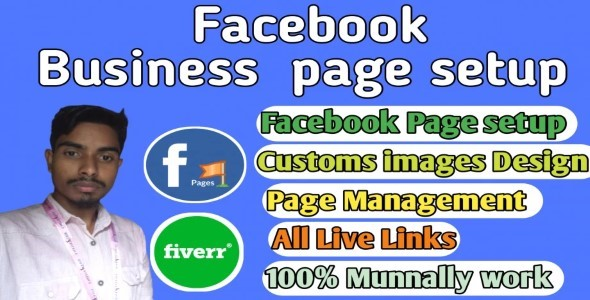 Facebook
Business page setup
Facebook Page setup
Customs images Design
f
Pages
Page Management
All Live Links
fiverr®
100% Munnally work